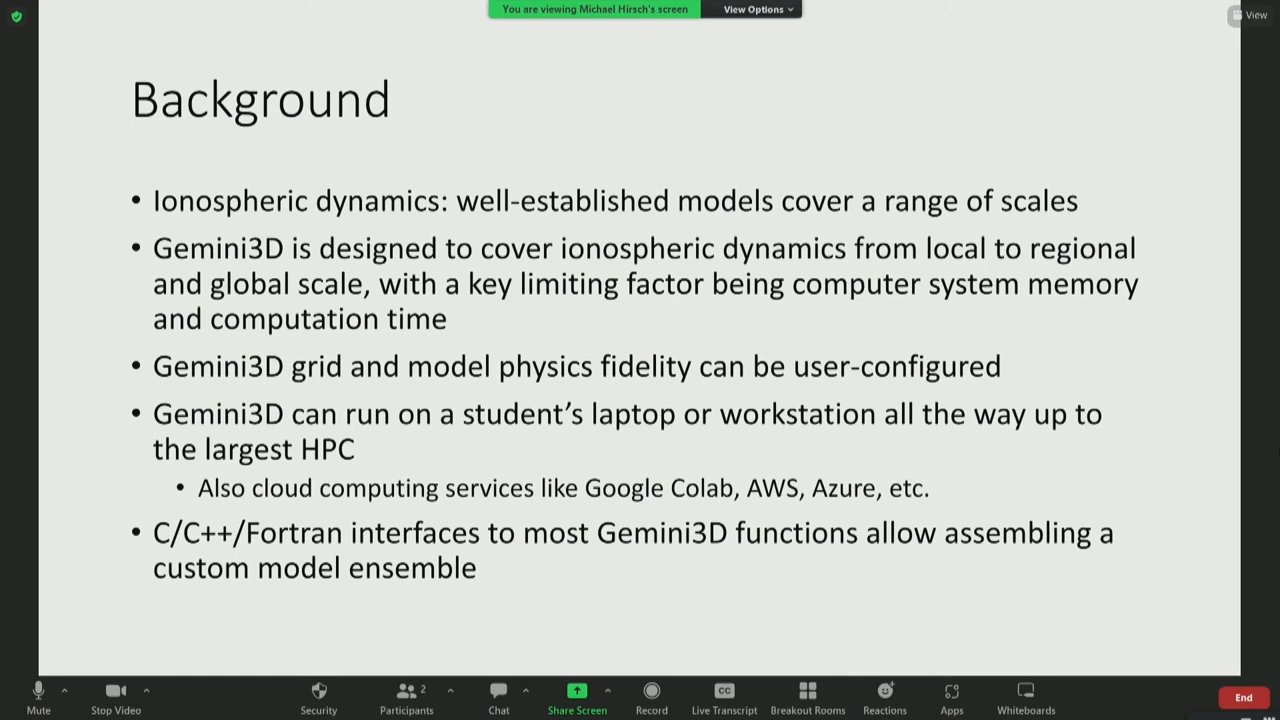 You are viewing Michael Hirsch's screen
View Options
View
Background
• Ionospheric dynamics: well-established models cover a range of scales
• Gemini3D is designed to cover ionospheric dynamics from local to regional
and global scale, with a key limiting factor being computer system memory
and computation time
• Gemini3D grid and model physics fidelity can be user-configured
• Gemini3D can run on a student’s laptop or workstation all the way up to
the largest HPC
• Also cloud computing services like Google Colab, AWS, Azure, etc.
• C/C++/Fortran interfaces to most Gemini3D functions allow assembling a
custom model ensemble
Mute
Stop Video
Security
Participants
2
Chat
Share Screen
Record
CC
Live Transcript
Breakout Rooms
Reactions
Apps
Whiteboards
End